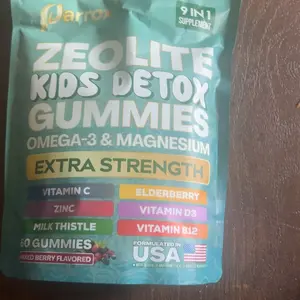 Parrox
9 IN 1
SUPPLEMENT
ZEOLITE
KIDS DETOX
GUMMIES
OMEGA-3 & MAGNESIUM
EXTRA STRENGTH
VITAMIN C
ELDERBERRY
ZINC
VITAMIN D3
MILK THISTLE
VITAMIN B12
60 GUMMIES
MIXED BERRY FLAVORED
FORMULATED IN
USA